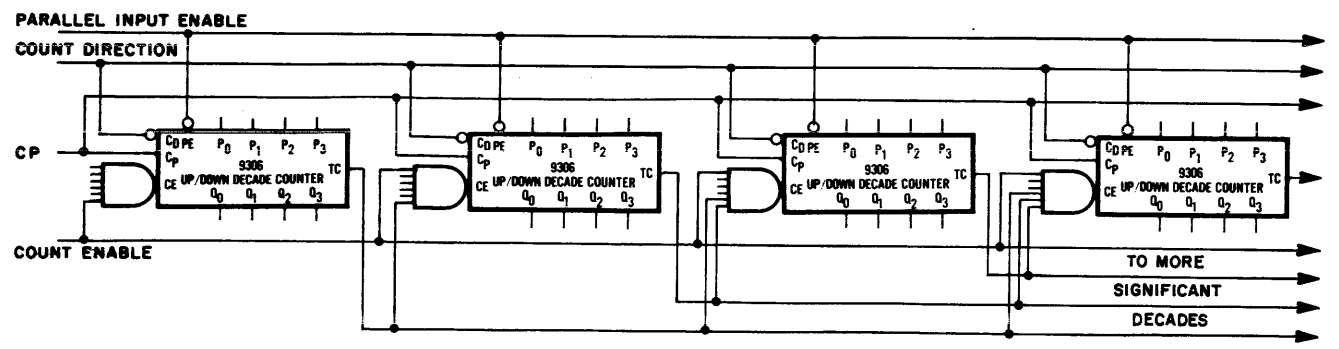 PARALLEL INPUT ENABLE
COUNT DIRECTION
CP
COUNT ENABLE
CD PE P0 P1 P2 P3
CP 9306 TC
UP/DOWN DECADE COUNTER
CE Q0 Q1 Q2 Q3
CD PE P0 P1 P2 P3
CP 9306 TC
UP/DOWN DECADE COUNTER
CE Q0 Q1 Q2 Q3
CD PE P0 P1 P2 P3
CP 9306 TC
UP/DOWN DECADE COUNTER
CE Q0 Q1 Q2 Q3
CD PE P0 P1 P2 P3
CP 9306 TC
UP/DOWN DECADE COUNTER
CE Q0 Q1 Q2 Q3
TO MORE
SIGNIFICANT
DECADES